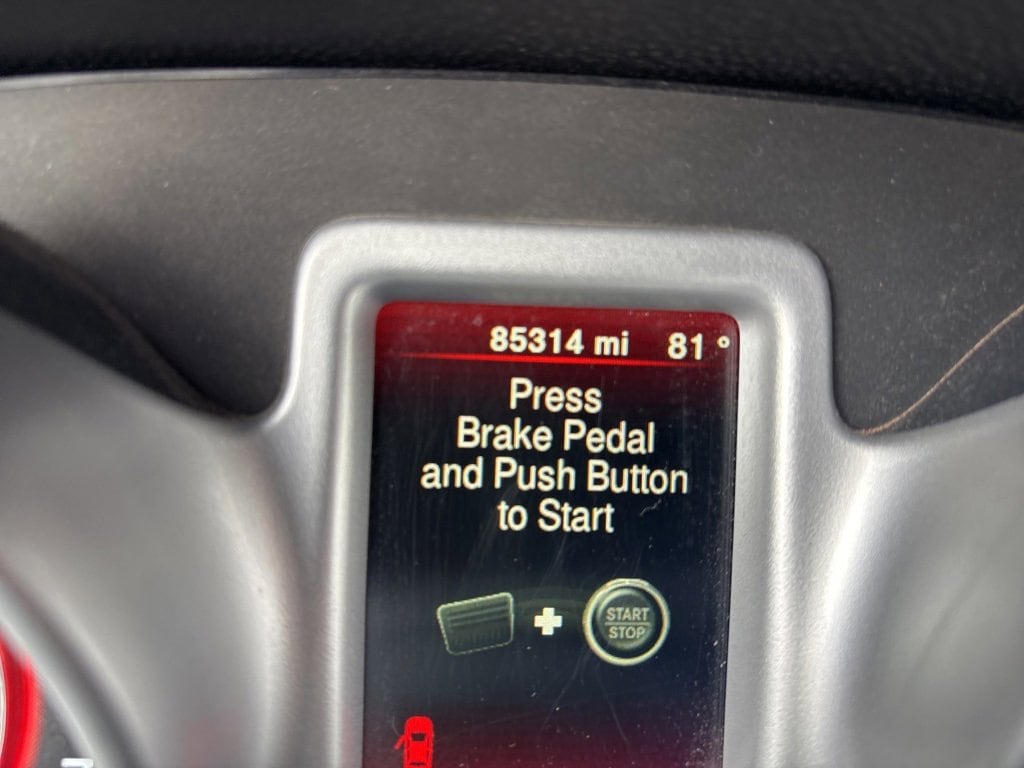 85314 mi 81 °
Press
Brake Pedal
and Push Button
to Start
START
STOP